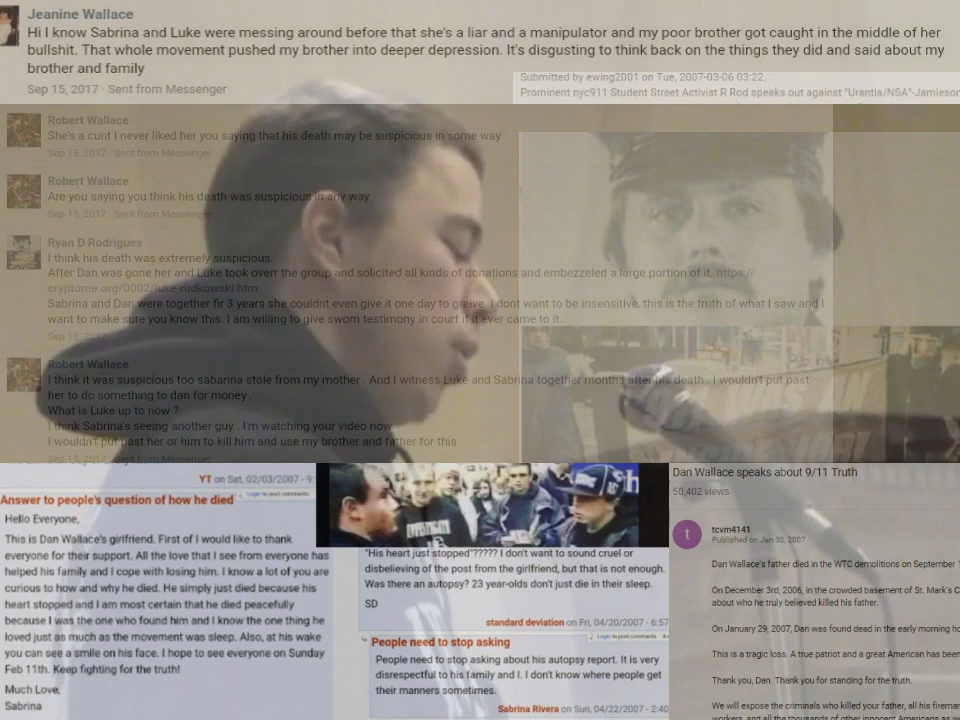 Jeanine Wallace
Hi I know Sabrina and Luke were messing around before that she's a liar and a manipulator and my poor brother got caught in the middle of her
bullshit. That whole movement pushed my brother into deeper depression. It's disgusting to think back on the things they did and said about my
brother and family
Sep 15, 2017 · Sent from Messenger
Submitted by ewing2001 on Tue, 2007-03-06 03:22.
Prominent nyc911 Student Street Activist R Rod speaks out against "Urantia/NSA"-Jamieson
Robert Wallace
She's a cunt I never liked her you saying that his death may be suspicious in some way
Sep 15, 2017 · Sent from Messenger
Robert Wallace
Are you saying you think his death was suspicious in any way
Sep 15, 2017 · Sent from Messenger
Ryan D Rodrigues
I think his death was extremely suspicious.
After Dan was gone her and Luke took overr the group and solicited all kinds of donations and embezzeled a large portion of it. https://
cryptome.org/0002/luke-rudkowski.htm
Sabrina and Dan were together fir 3 years she couldnt even give it one day to greive. I dont want to be insensitive, this is the truth of what I saw and I
want to make sure you know this. I am willing to give sworn testimony in court if it ever came to it.
Sep 15, 2017
Robert Wallace
I think it was suspicious too sabarina stole from my mother . And I witness Luke and Sabrina together months after his death . I wouldn't put past
her to do something to dan for money .
What is Luke up to now ?
I think Sabrina's seeing another guy . I'm watching your video now
I wouldn't put past her or him to kill him and use my brother and father for this
Sep 15, 2017 · Sent from Messenger
YT on Sat, 02/03/2007 - 9:
Login to post comments
Answer to people's question of how he died
Hello Everyone,
This is Dan Wallace's girlfriend. First of I would like to thank
everyone for their support. All the love that I see from everyone has
helped his family and I cope with losing him. I know a lot of you are
curious to how and why he died. He simply just died because his
heart stopped and I am most certain that he died peacefully
because I was the one who found him and I know the one thing he
loved just as much as the movement was sleep. Also, at his wake
you can see a smile on his face. I hope to see everyone on Sunday
Feb 11th. Keep fighting for the truth!
Much Love,
Sabrina
"His heart just stopped"????? I don't want to sound cruel or
disbelieving of the post from the girlfriend, but that is not enough.
Was there an autopsy? 23 year-olds don't just die in their sleep.
SD
standard deviation on Fri, 04/20/2007 - 6:57
Login to post comments
People need to stop asking
People need to stop asking about his autopsy report. It is very
disrespectful to his family and I. I don't know where people get
their manners sometimes.
Sabrina Rivera on Sun, 04/22/2007 - 2:40
Dan Wallace speaks about 9/11 Truth
50,402 views
t
tcvm4141
Published on Jan 30, 2007
Dan Wallace's father died in the WTC demolitions on September
On December 3rd, 2006, in the crowded basement of St. Mark's C
about who he truly believed killed his father.
On January 29, 2007, Dan was found dead in the early morning ho
This is a tragic loss. A true patriot and a great American has been
Thank you, Dan. Thank you for standing for the truth.
We will expose the criminals who killed your father, all his fireman
workers, and all the thousands of other innocent Americans as w